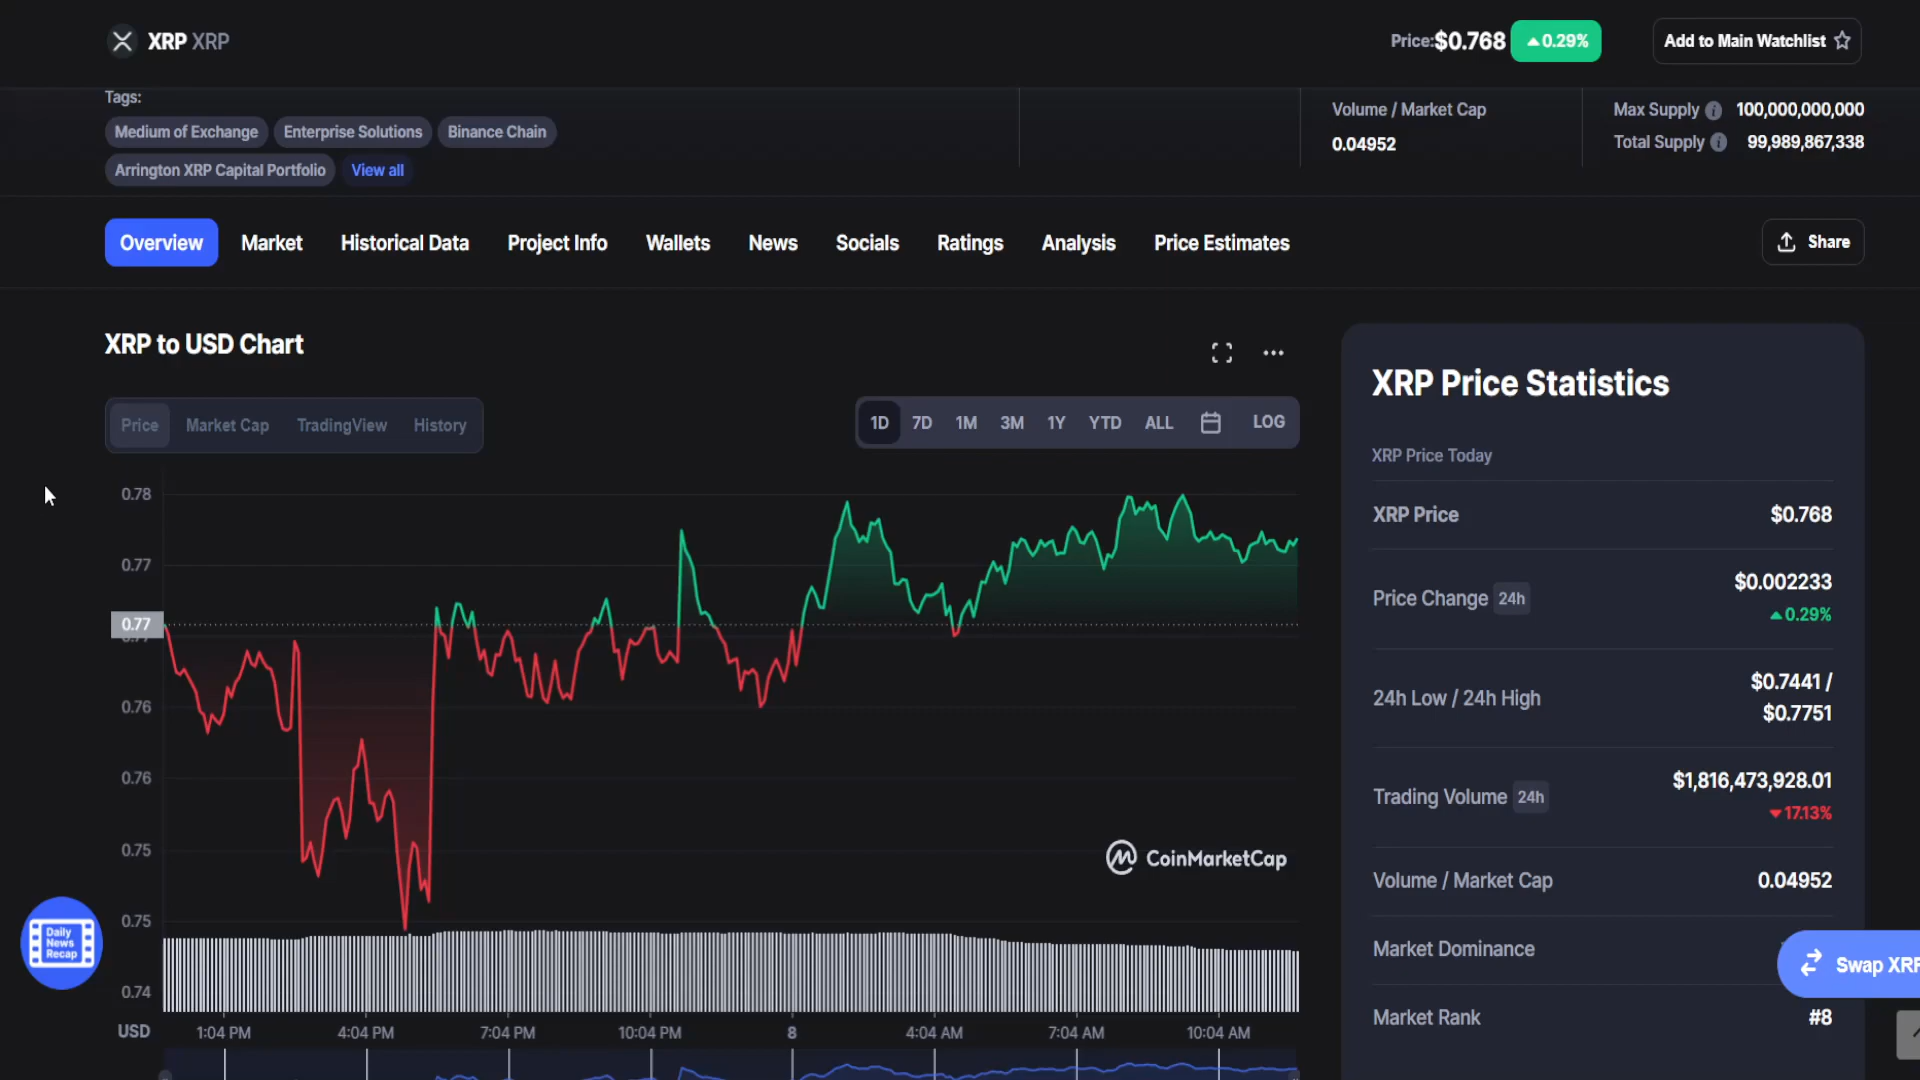 XRP XRP
Price:$0.768 0.29%
Add to Main Watchlist
Tags:
Medium of Exchange Enterprise Solutions Binance Chain
Arrington XRP Capital Portfolio View all
Volume / Market Cap
0.04952
Max Supply 100,000,000,000
Total Supply 99,989,867,338
Overview Market Historical Data Project Info Wallets News Socials Ratings Analysis Price Estimates
Share
XRP to USD Chart
Price Market Cap TradingView History
1D 7D 1M 3M 1Y YTD ALL LOG
0.78
0.77
0.77
0.76
0.76
0.75
0.75
0.74
USD
CoinMarketCap
1:04 PM 4:04 PM 7:04 PM 10:04 PM 8 4:04 AM 7:04 AM 10:04 AM
Daily
News
Recap
XRP Price Statistics
XRP Price Today
XRP Price $0.768
Price Change 24h $0.002233
0.29%
24h Low / 24h High $0.7441 /
$0.7751
Trading Volume 24h $1,816,473,928.01
17.13%
Volume / Market Cap 0.04952
Market Dominance
Swap XRP
Market Rank #8